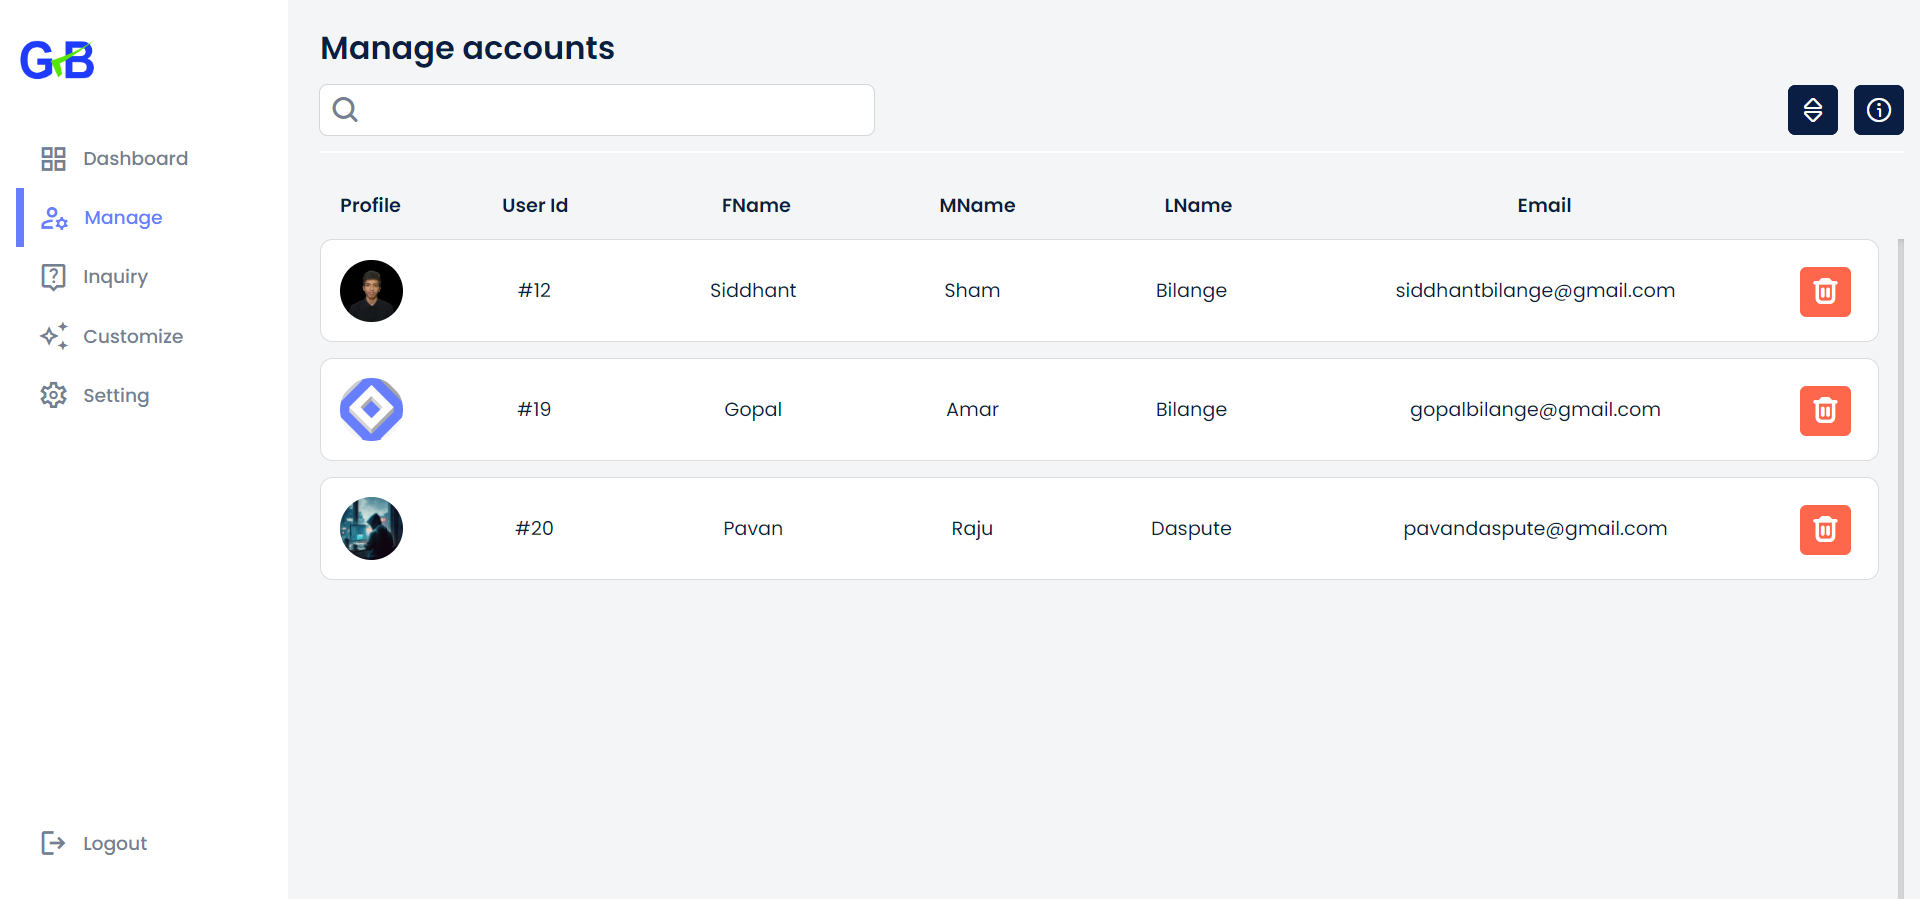 GrB
Manage accounts
Dashboard
Manage
Inquiry
Customize
Setting
Logout
Profile User Id FName MName LName Email
#12 Siddhant Sham Bilange siddhantbilange@gmail.com
#19 Gopal Amar Bilange gopalbilange@gmail.com
#20 Pavan Raju Daspute pavandaspute@gmail.com